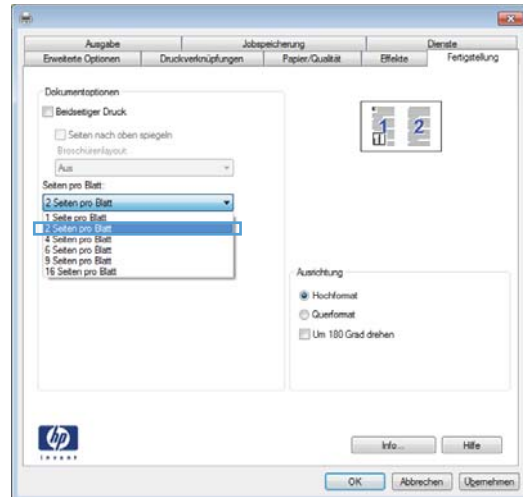 Ausgabe Jobspeicherung Dienste
Erweiterte Optionen Druckverknüpfungen Papier/Qualität Effekte Fertigstellung
Dokumentoptionen
Beidseitiger Druck
Seiten nach oben spiegeln
Broschürenlayout:
Aus
Seiten pro Blatt:
2 Seiten pro Blatt
1 Seite pro Blatt
2 Seiten pro Blatt
4 Seiten pro Blatt
6 Seiten pro Blatt
9 Seiten pro Blatt
16 Seiten pro Blatt
1 2
Ausrichtung
Hochformat
Querformat
Um 180 Grad drehen
hp
invent
Info...
Hilfe
OK Abbrechen Übernehmen